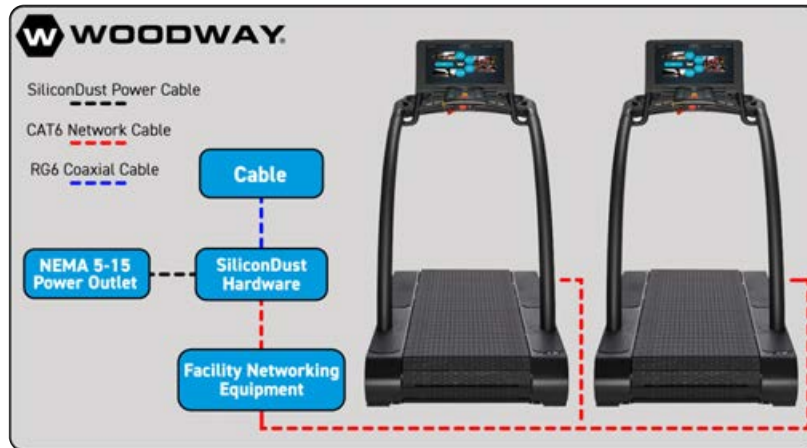 WOODWAY®
SiliconDust Power Cable
CAT6 Network Cable
RG6 Coaxial Cable
Cable
NEMA 5-15
Power Outlet
SiliconDust
Hardware
Facility Networking
Equipment